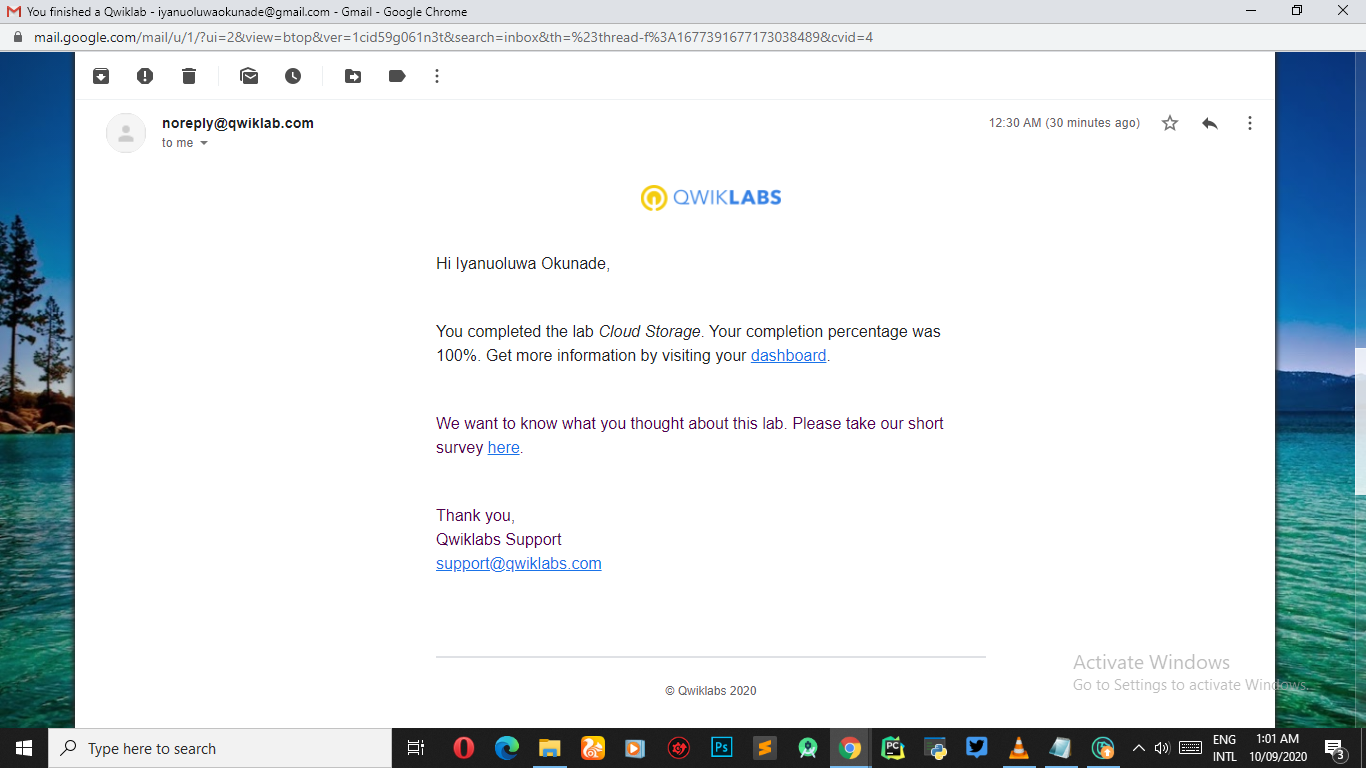 You finished a Qwiklab - iyanuoluwaokunade@gmail.com - Gmail - Google Chrome
mail.google.com/mail/u/1/?ui=2&view=btop&ver=1cid59g061n3t&search=inbox&th=%23thread-f%3A1677391677173038489&cvid=4
noreply@qwiklab.com
12:30 AM (30 minutes ago)
to me
QWIKLABS
Hi Iyanuoluwa Okunade,
You completed the lab Cloud Storage. Your completion percentage was
100%. Get more information by visiting your dashboard.
We want to know what you thought about this lab. Please take our short
survey here.
Thank you,
Qwiklabs Support
support@qwiklabs.com
Activate Windows
Go to Settings to activate Windows.
© Qwiklabs 2020
Type here to search
Ps
PC
ENG
INTL
1:01 AM
10/09/2020
3